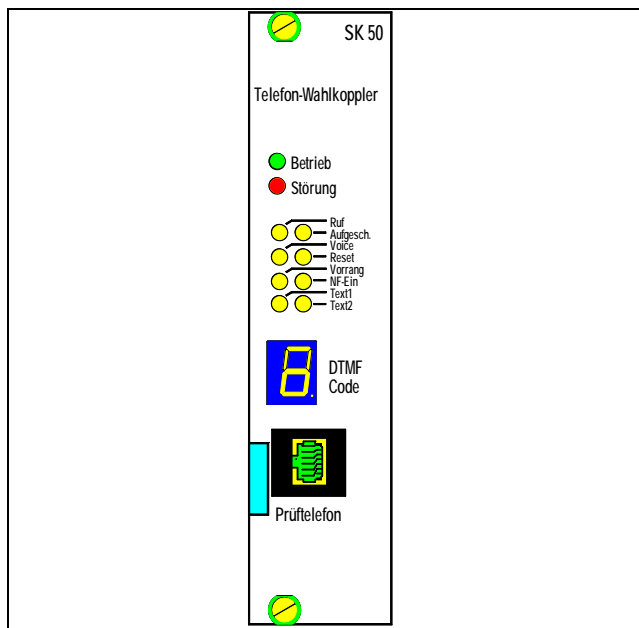 SK 50
Telefon-Wahlkoppler
Betrieb
Störung
Ruf
Aufgesch.
Voice
Reset
Vorrang
NF-Ein
Text1
Text2
DTMF
Code
Prüftelefon